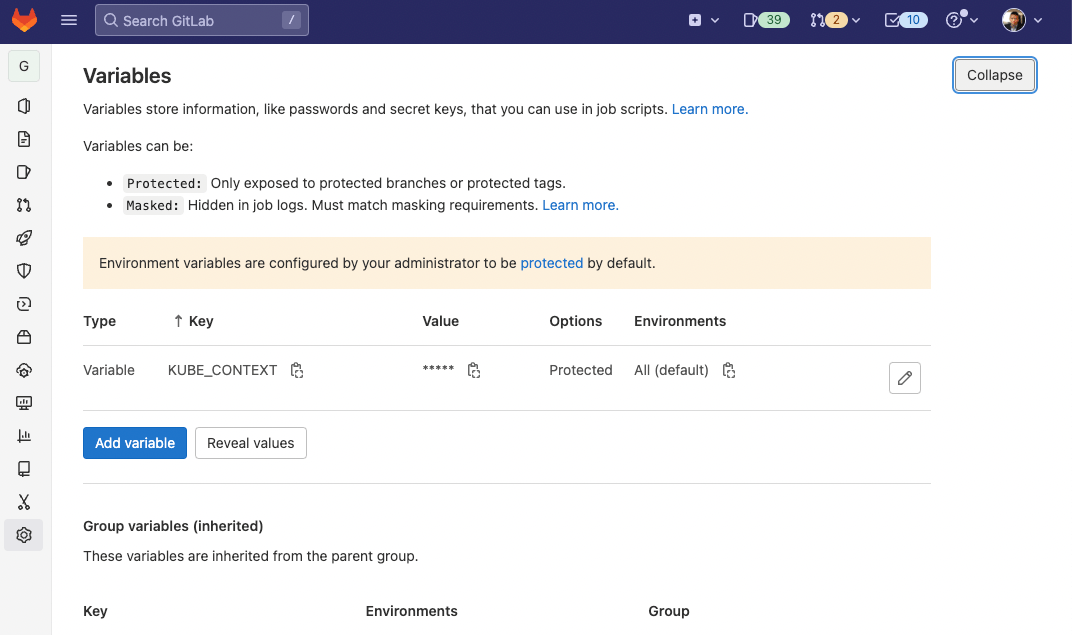 Search GitLab /
39
2
10
G
Variables
Collapse
Variables store information, like passwords and secret keys, that you can use in job scripts. Learn more.
Variables can be:
Protected: Only exposed to protected branches or protected tags.
Masked: Hidden in job logs. Must match masking requirements. Learn more.
Environment variables are configured by your administrator to be protected by default.
Type ↑ Key Value Options Environments
Variable KUBE_CONTEXT ***** Protected All (default)
Add variable Reveal values
Group variables (inherited)
These variables are inherited from the parent group.
Key Environments Group